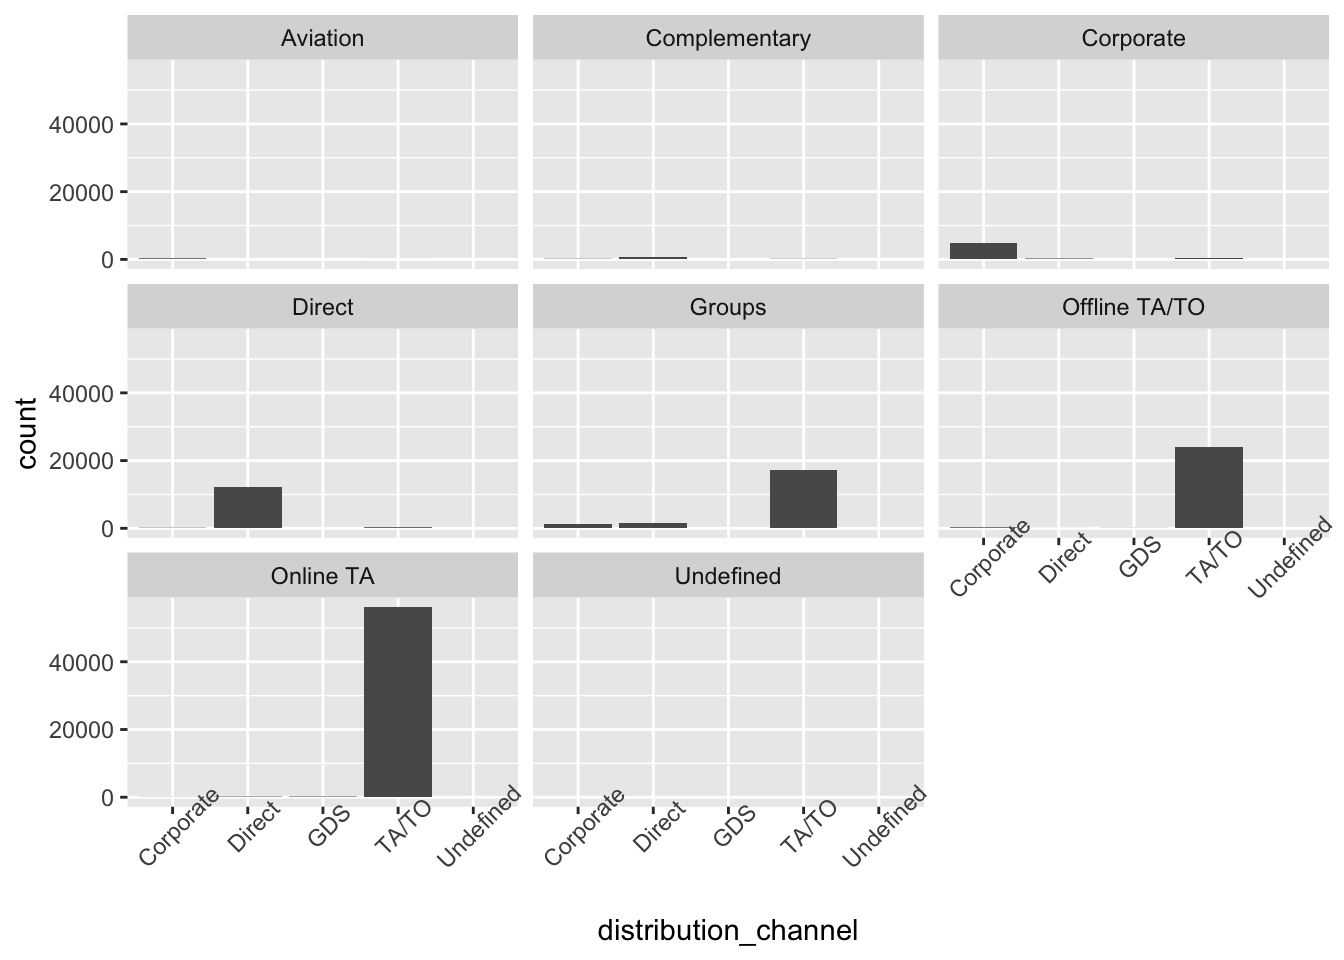 Aviation Complementary Corporate
40000
20000
0
Direct Groups Offline TA/TO
count
40000
20000
0
Corporate Direct GDS TA/TO Undefined
Online TA Undefined
40000
20000
0
Corporate Direct GDS TA/TO Undefined Corporate Direct GDS TA/TO Undefined
distribution_channel